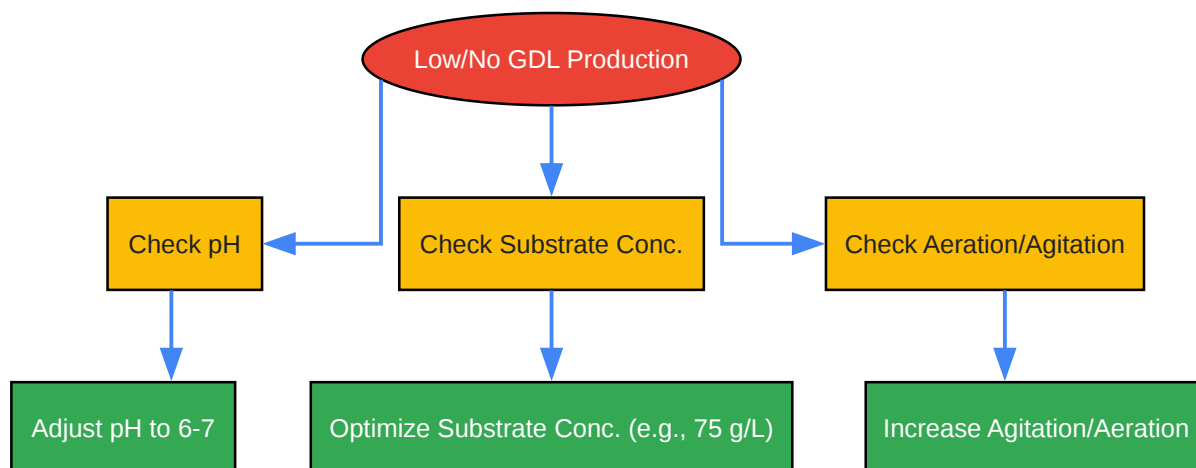 Low/No GDL Production
Check pH
Check Substrate Conc.
Check Aeration/Agitation
Adjust pH to 6-7
Optimize Substrate Conc. (e.g., 75 g/L)
Increase Agitation/Aeration